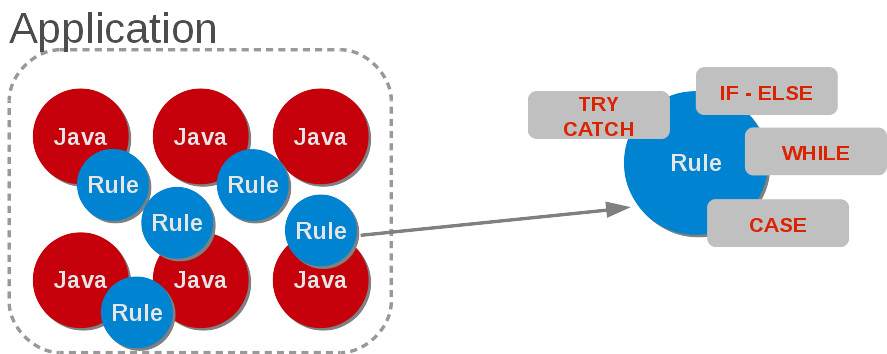 Application
Java
Java
Java
Rule
Rule
Rule
Rule
Java
Java
Java
Rule
TRY
CATCH
IF - ELSE
Rule
WHILE
CASE